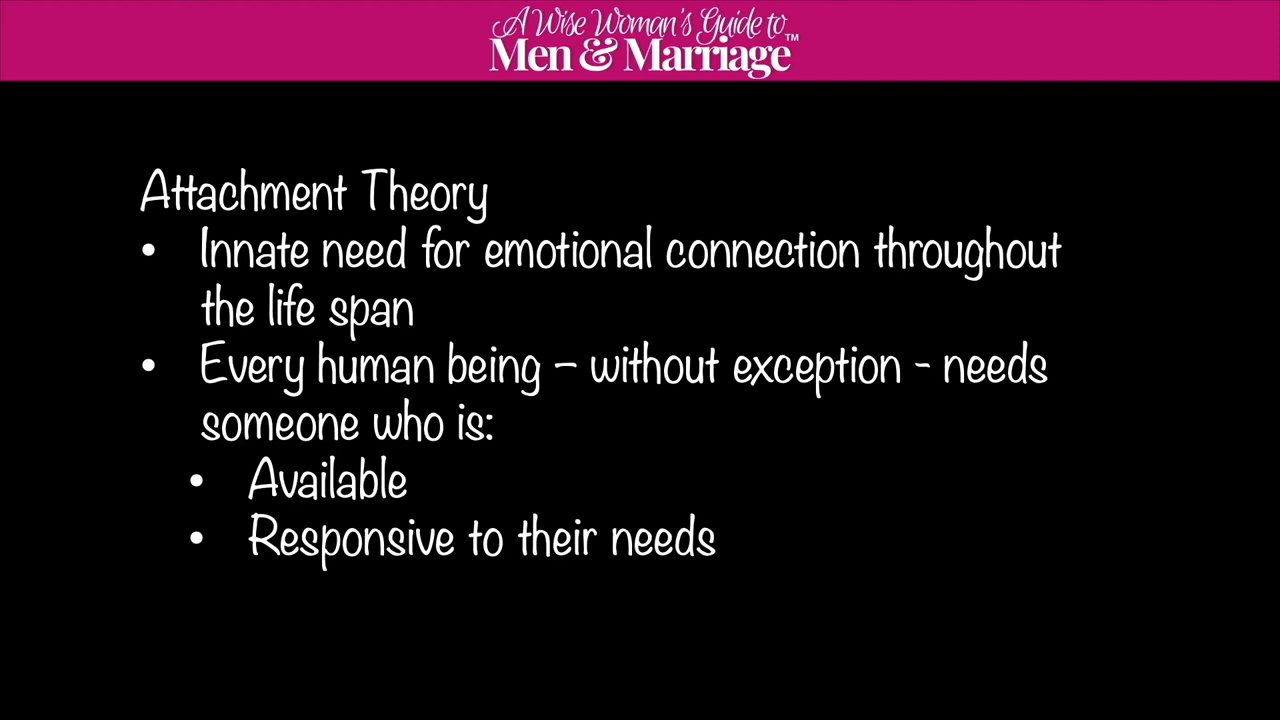 A Wise Woman's Guide to
Men & Marriage™
Attachment Theory
• Innate need for emotional connection throughout
the life span
• Every human being – without exception - needs
someone who is:
• Available
• Responsive to their needs